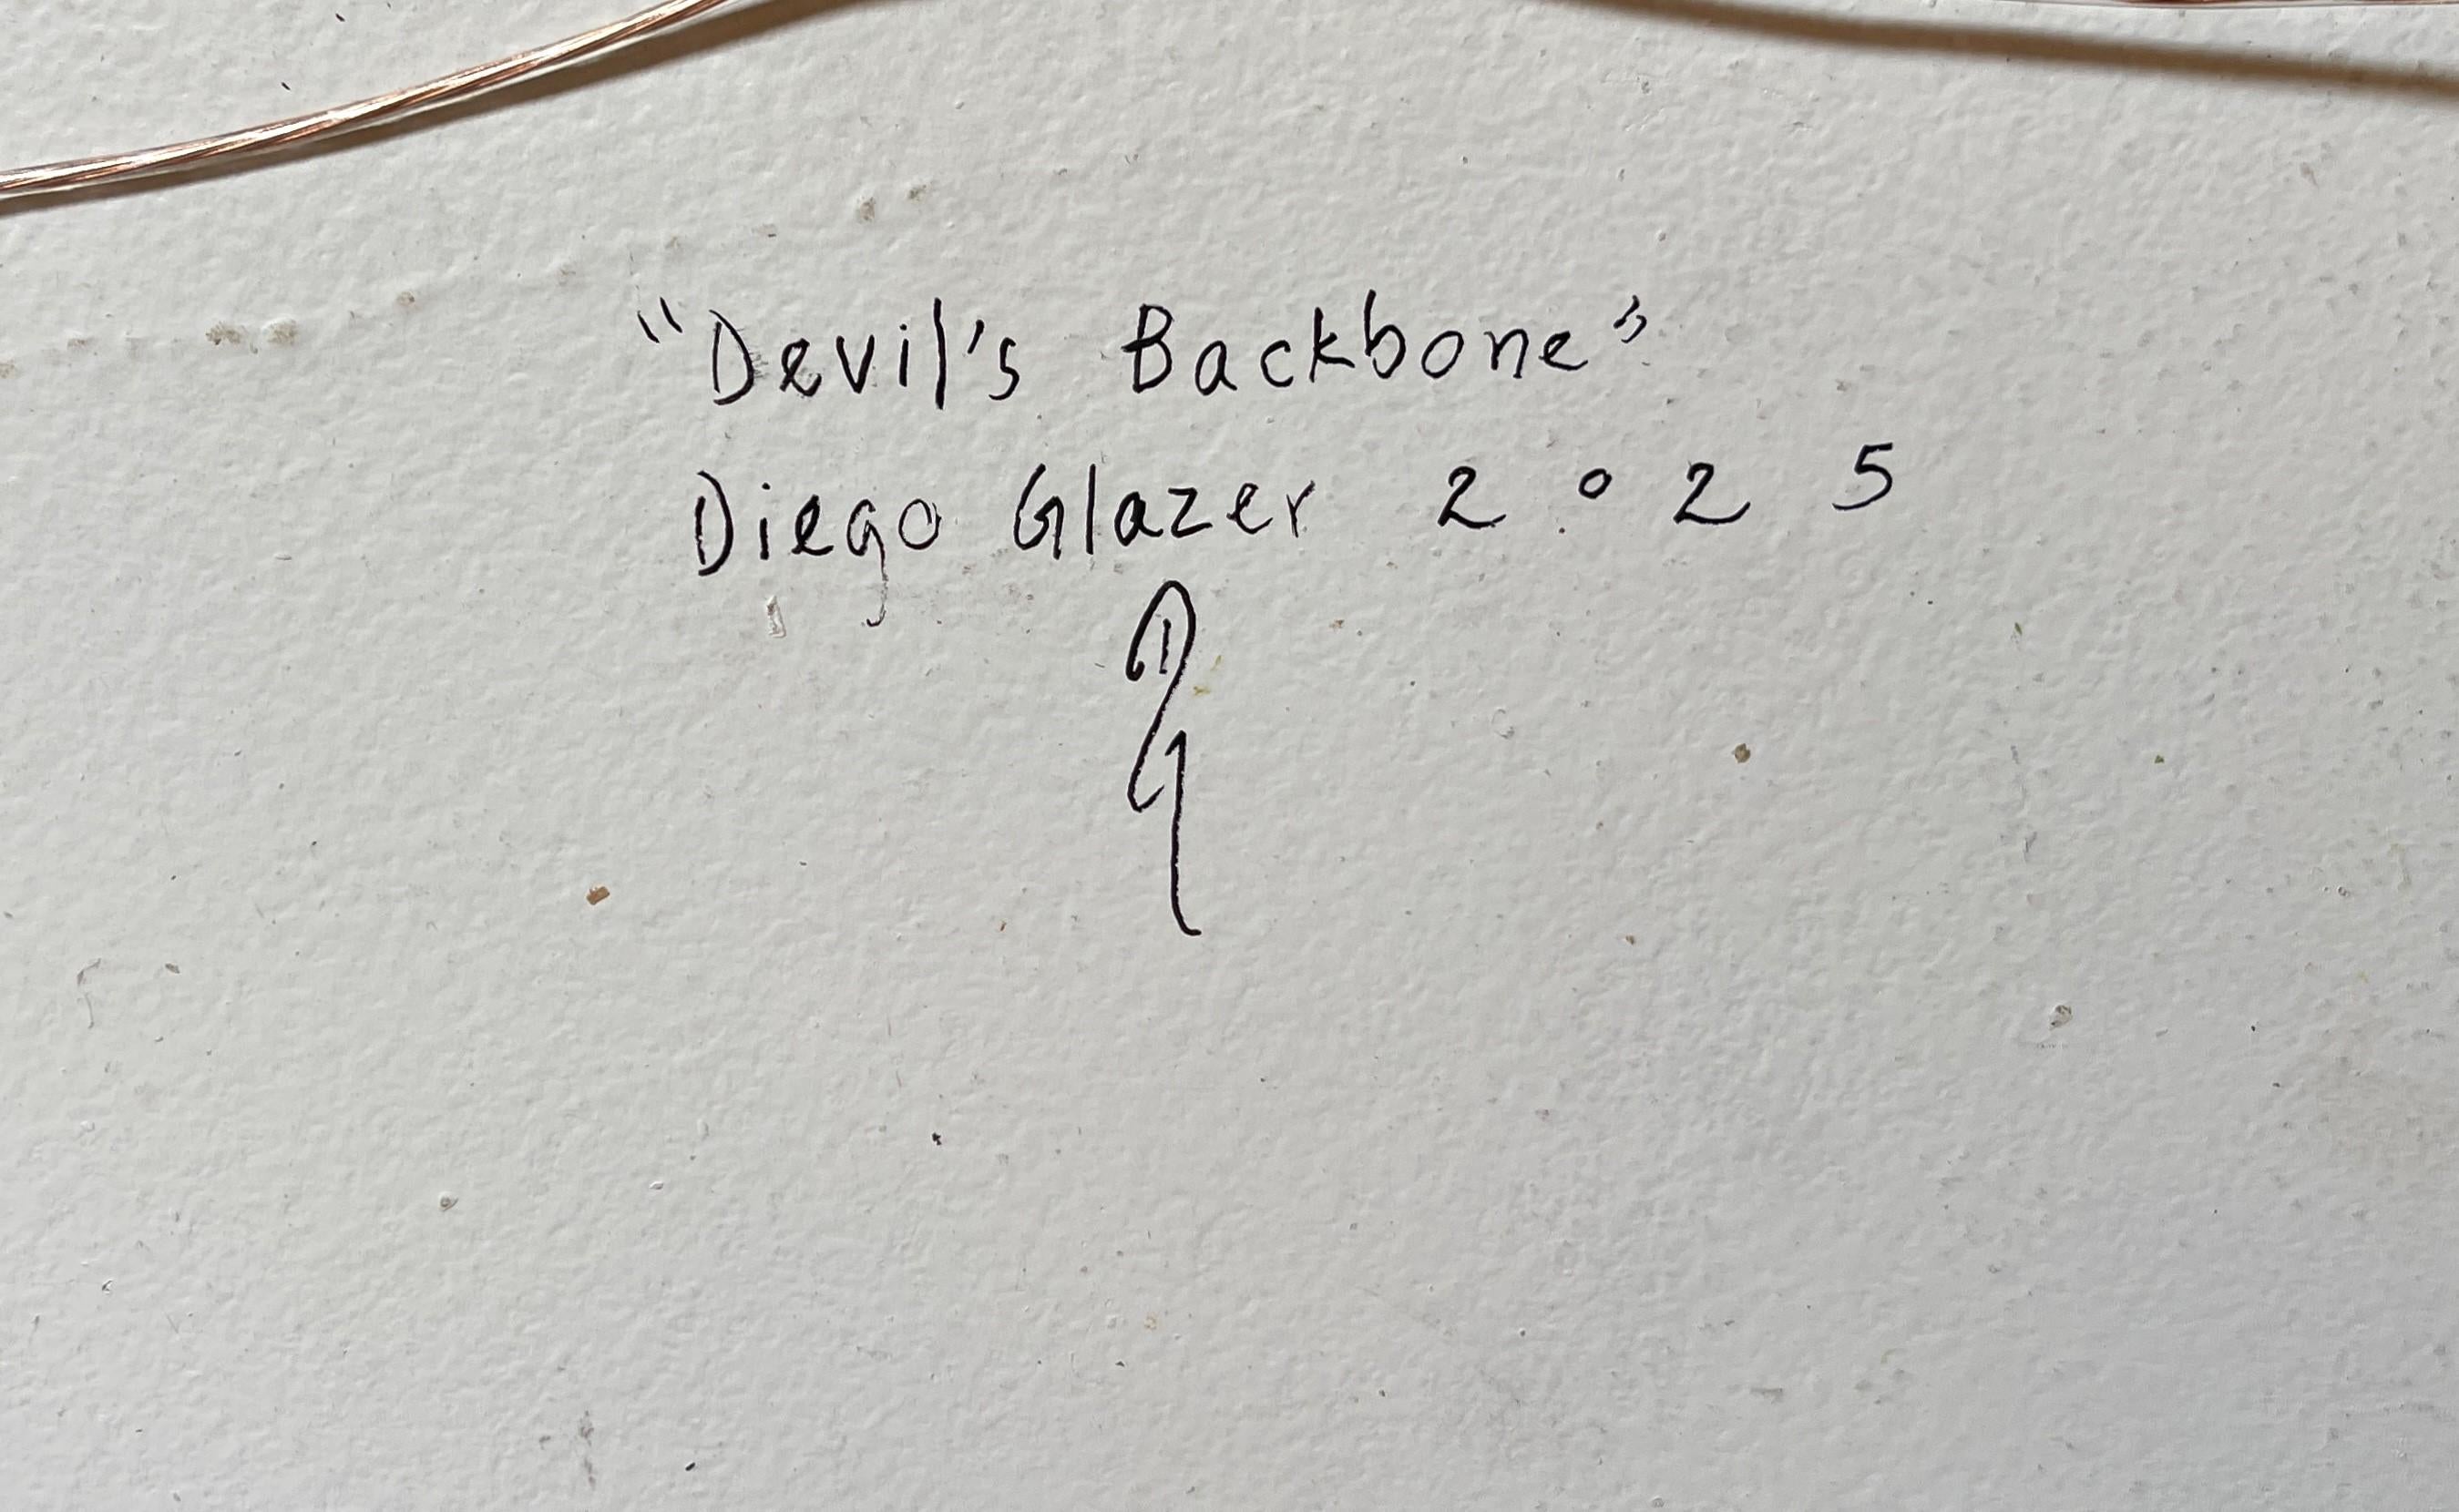 "Devil's Backbone"
Diego Glazer 2025